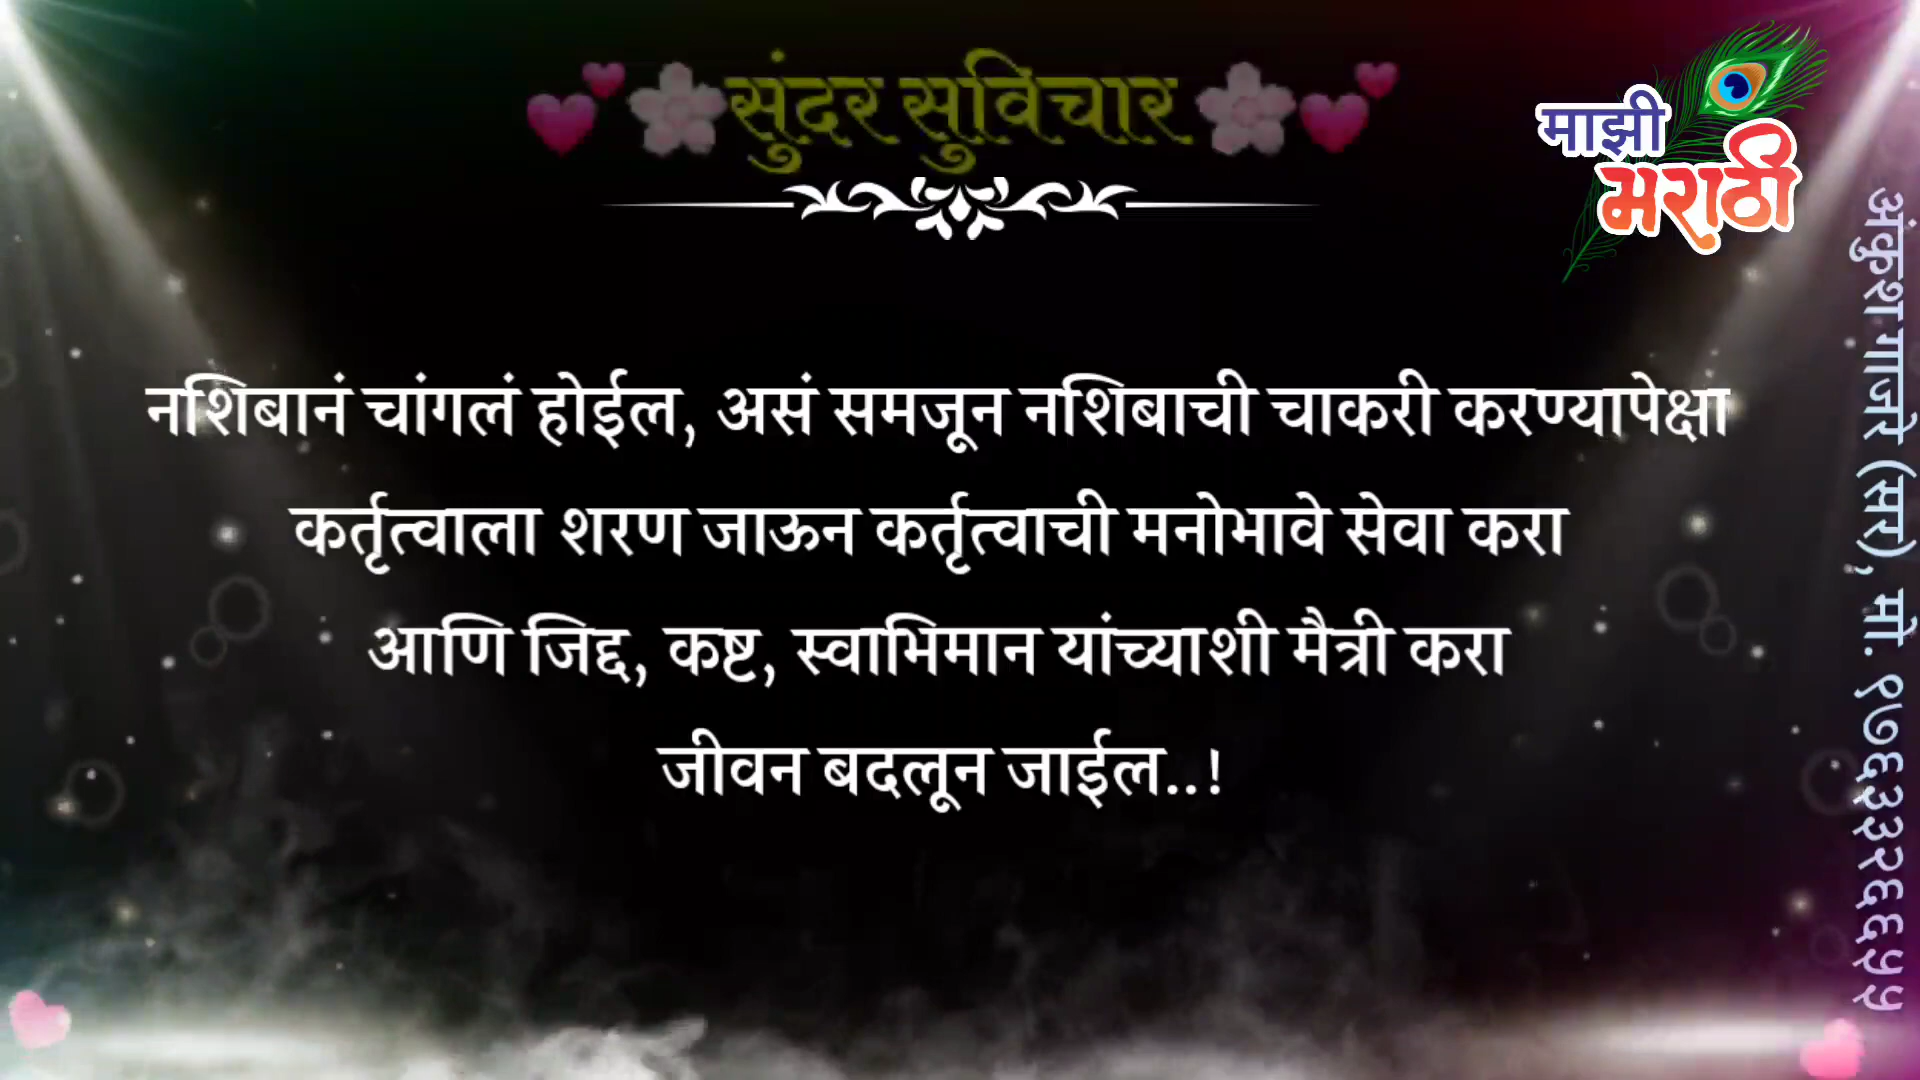 सुंदर सुविचार
माझी
मराठी
नशिबानं चांगलं होईल, असं समजून नशिबाची चाकरी करण्यापेक्षा
कर्तृत्वाला शरण जाऊन कर्तृत्वाची मनोभावे सेवा करा
आणि जिद्द, कष्ट, स्वाभिमान यांच्याशी मैत्री करा
जीवन बदलून जाईल..!
अंकुश गाजरे (सर), मो. ९७६३३२६६५५